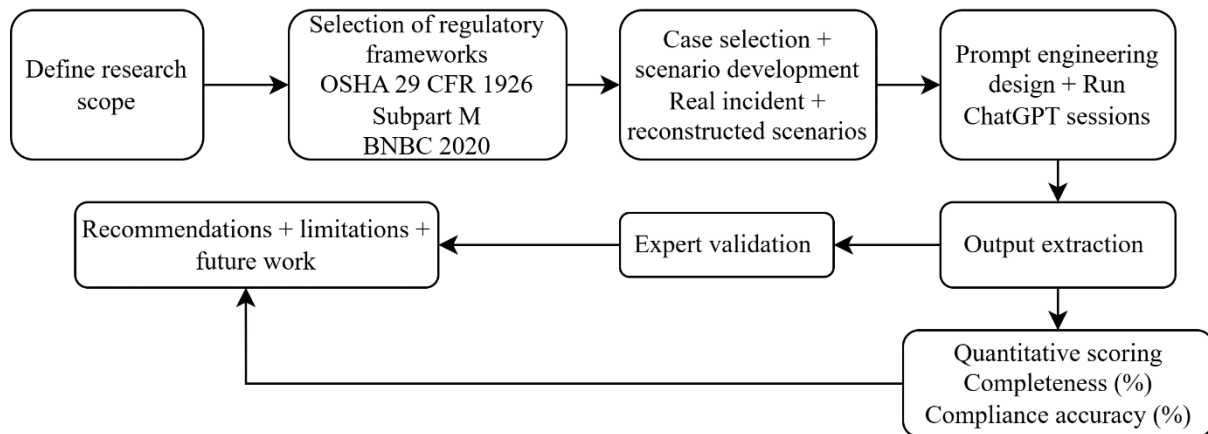 Define research
scope
Selection of regulatory
frameworks
OSHA 29 CFR 1926
Subpart M
BNBC 2020
Case selection +
scenario development
Real incident +
reconstructed scenarios
Prompt engineering
design + Run
ChatGPT sessions
Output extraction
Expert validation
Recommendations + limitations +
future work
Quantitative scoring
Completeness (%)
Compliance accuracy (%)